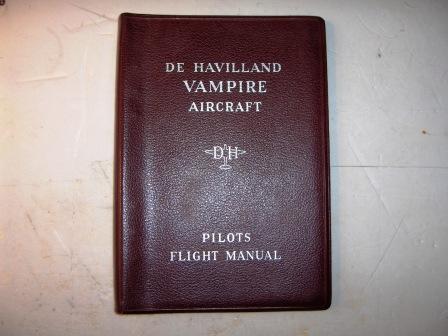 DE HAVILLAND
VAMPIRE
AIRCRAFT
DH
PILOTS
FLIGHT MANUAL